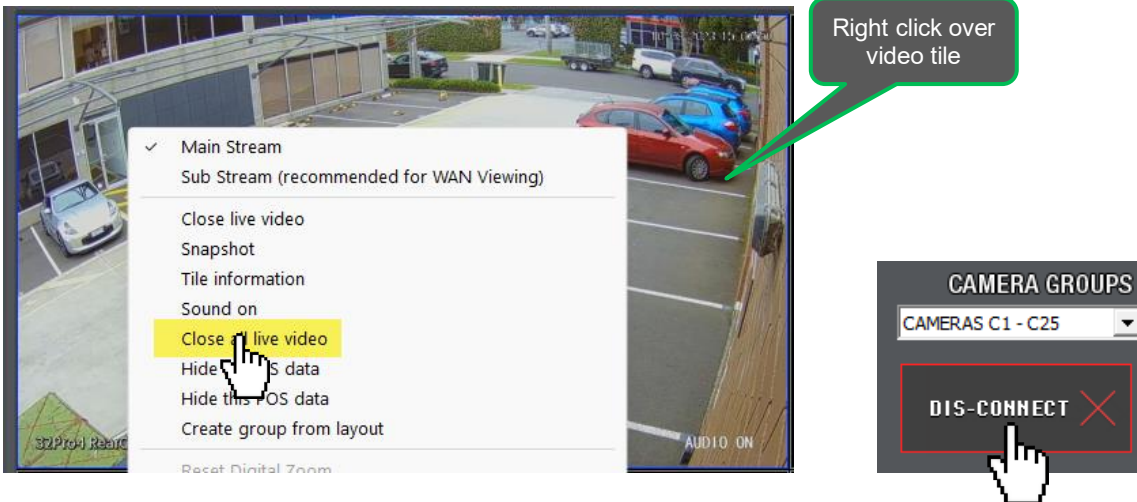 Right click over
video tile
Main Stream
Sub Stream (recommended for WAN Viewing)
Close live video
Snapshot
Tile information
Sound on
Close all live video
Hide S data
Hide this POS data
Create group from layout
Reset Digital Zoom
AUDIO ON
CAMERA GROUPS
CAMERAS C1 - C25
DIS-CONNECT